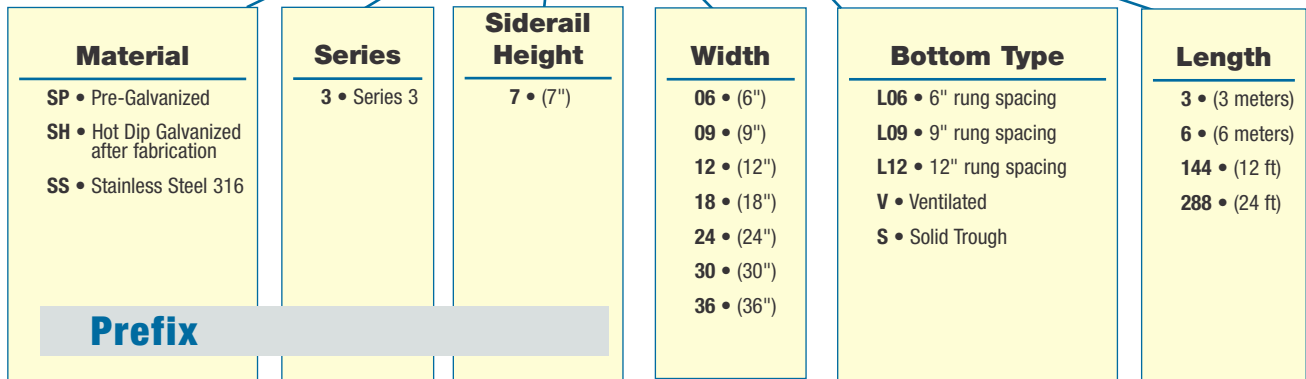 Material
SP • Pre-Galvanized
SH • Hot Dip Galvanized
after fabrication
SS • Stainless Steel 316
Series
3 • Series 3
Siderail
Height
7 • (7")
Width
06 • (6")
09 • (9")
12 • (12")
18 • (18")
24 • (24")
30 • (30")
36 • (36")
Bottom Type
L06 • 6" rung spacing
L09 • 9" rung spacing
L12 • 12" rung spacing
V • Ventilated
S • Solid Trough
Length
3 • (3 meters)
6 • (6 meters)
144 • (12 ft)
288 • (24 ft)
Prefix